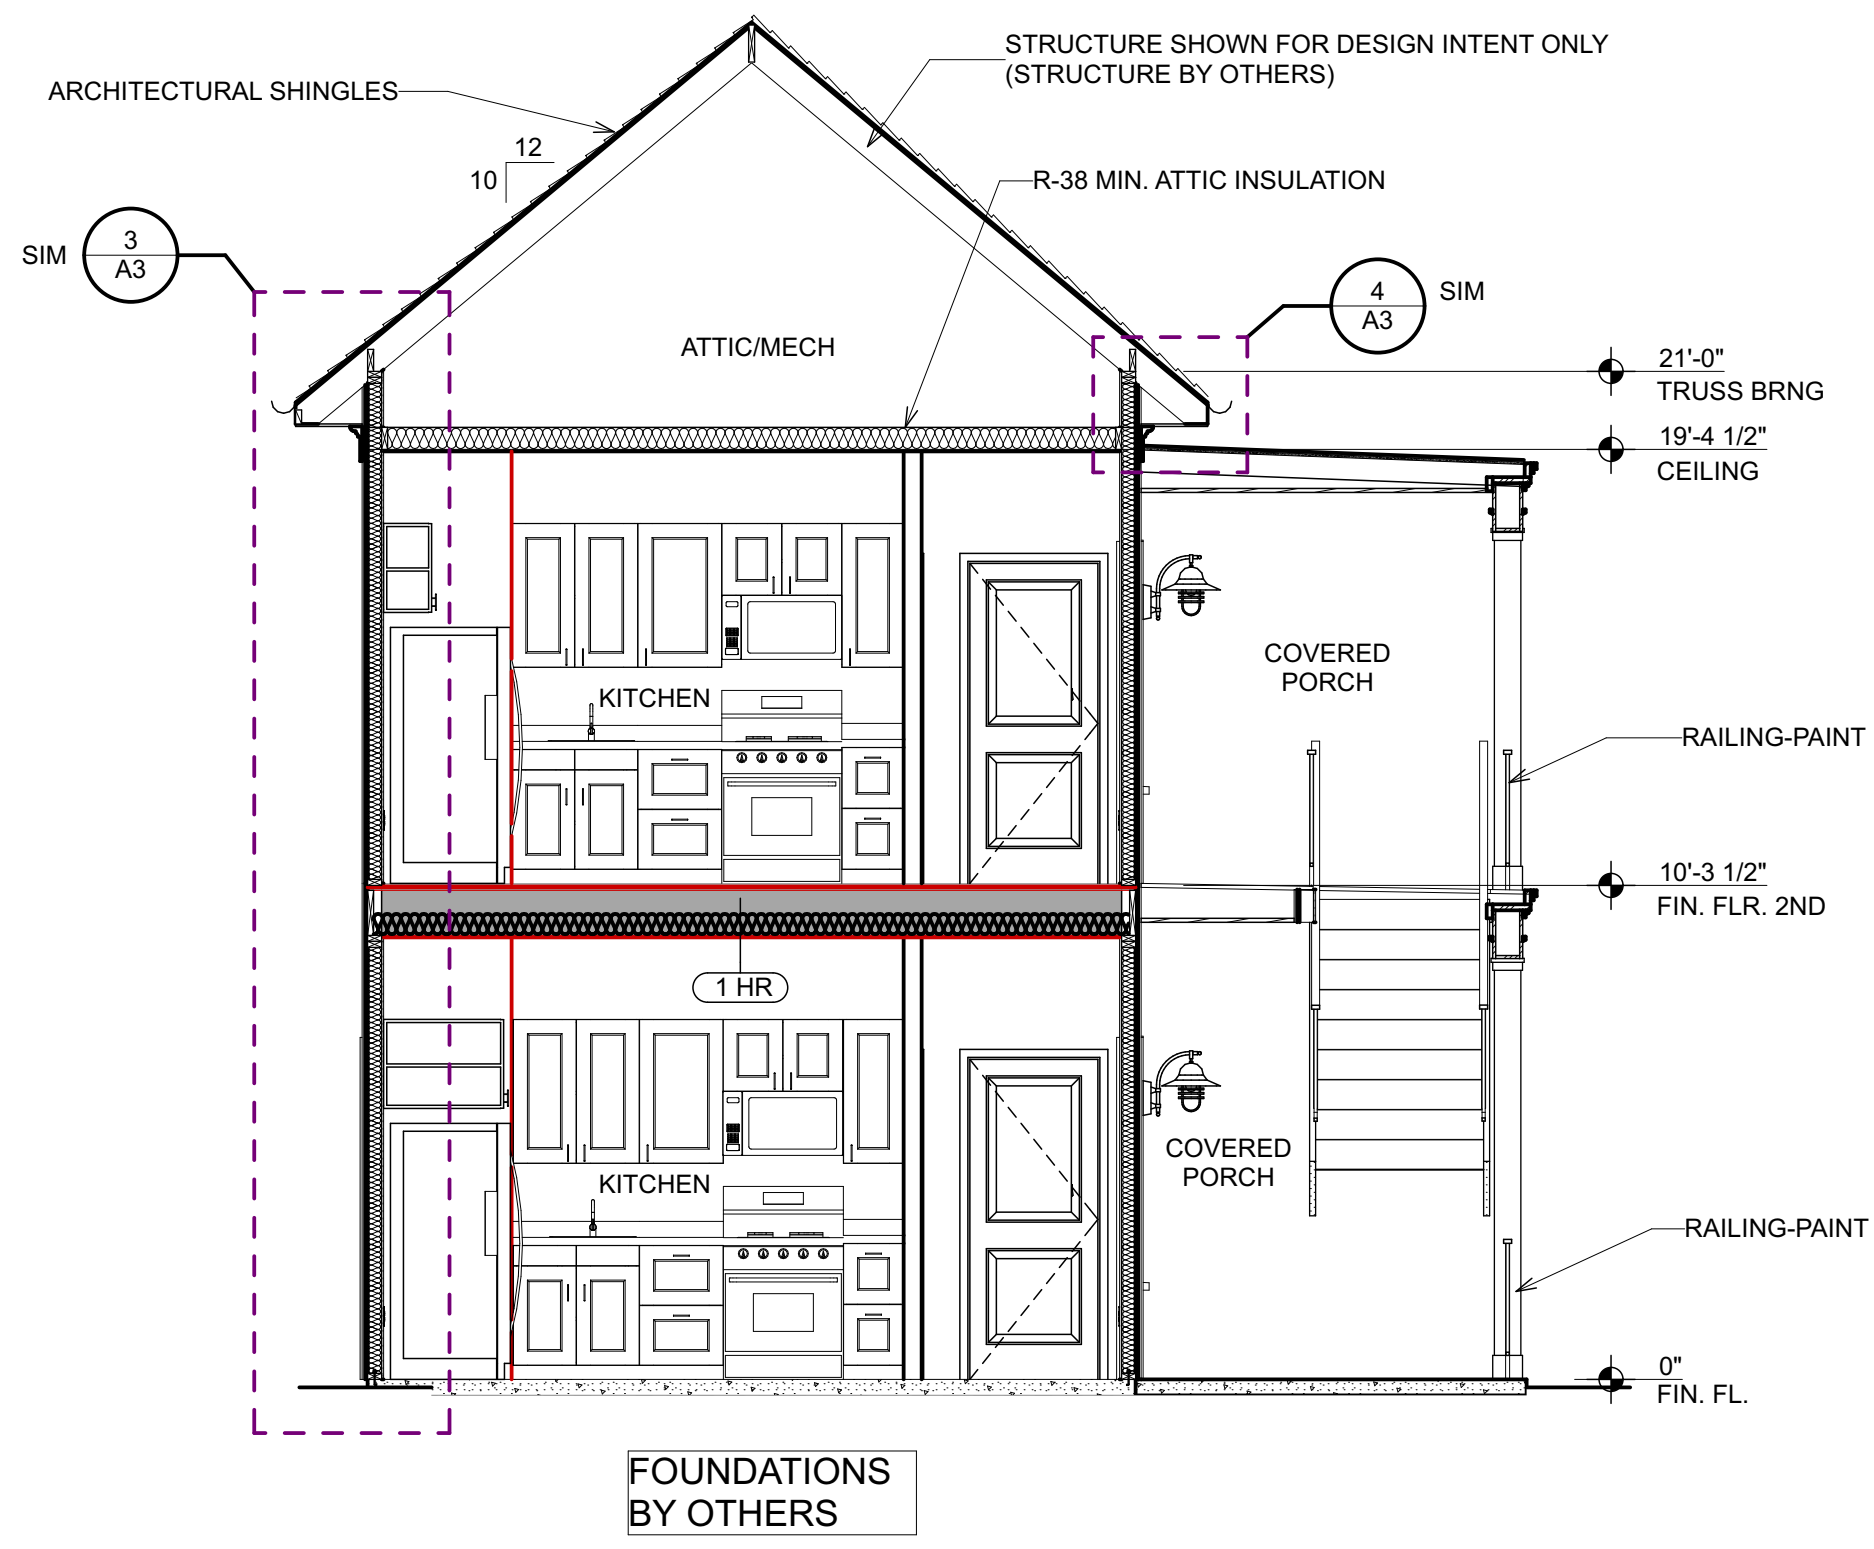 STRUCTURE SHOWN FOR DESIGN INTENT ONLY
(STRUCTURE BY OTHERS)
ARCHITECTURAL SHINGLES
12
10
R-38 MIN. ATTIC INSULATION
3
A3
SIM
4
A3
SIM
ATTIC/MECH
21'-0"
TRUSS BRNG
19'-4 1/2"
CEILING
COVERED
PORCH
KITCHEN
RAILING-PAINT
10'-3 1/2"
FIN. FLR. 2ND
1 HR
COVERED
PORCH
KITCHEN
RAILING-PAINT
0"
FIN. FL.
FOUNDATIONS
BY OTHERS